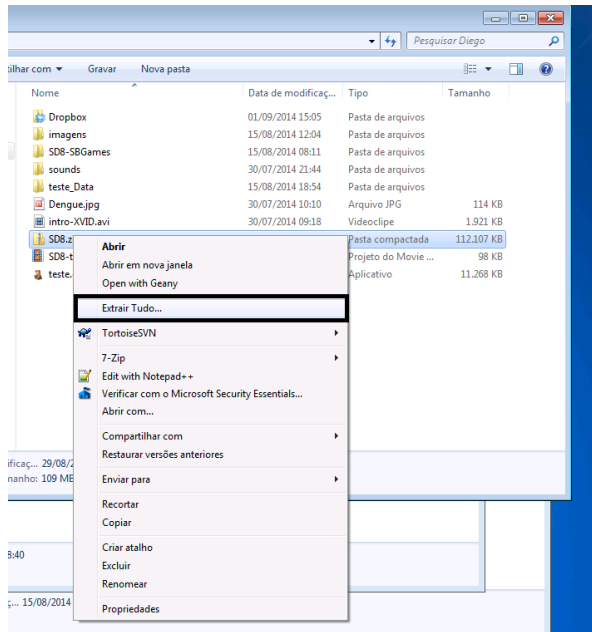 Pesquisar Diego
ilhar com Gravar Nova pasta
Nome Data de modificaç... Tipo Tamanho
Dropbox 01/09/2014 15:05 Pasta de arquivos
imagens 15/08/2014 12:04 Pasta de arquivos
SD8-SBGames 15/08/2014 08:11 Pasta de arquivos
sounds 30/07/2014 21:44 Pasta de arquivos
teste_Data 15/08/2014 18:54 Pasta de arquivos
Dengue.jpg 30/07/2014 10:10 Arquivo JPG 114 KB
intro-XVID.avi 30/07/2014 09:18 Videoclipe 1.921 KB
SD8.z Pasta compactada 112.107 KB
SD8-t Projeto do Movie ... 98 KB
teste. Aplicativo 11.268 KB
Abrir
Abrir em nova janela
Open with Geany
Extrair Tudo...
TortoiseSVN
7-Zip
Edit with Notepad++
Verificar com o Microsoft Security Essentials...
Abrir com...
Compartilhar com
Restaurar versões anteriores
Enviar para
Recortar
Copiar
Criar atalho
Excluir
Renomear
Propriedades
ificaç... 29/08/2
manho: 109 ME
8:40
ç... 15/08/2014